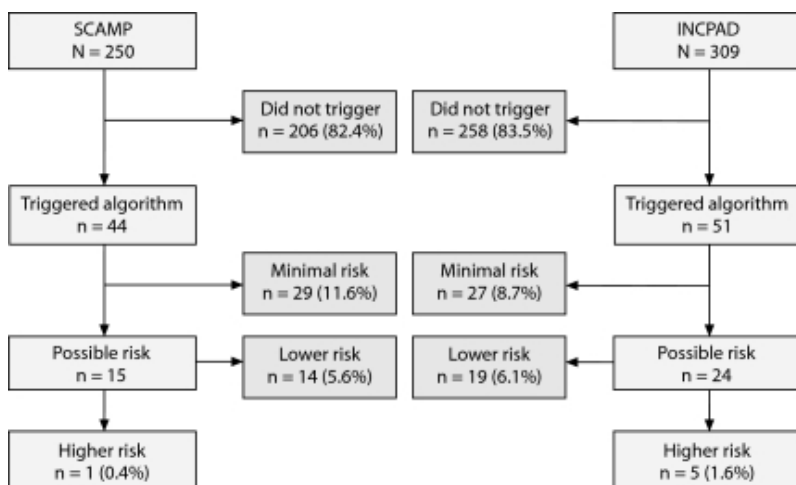 SCAMP
N = 250
INCPAD
N = 309
Did not trigger
n = 206 (82.4%)
Did not trigger
n = 258 (83.5%)
Triggered algorithm
n = 44
Triggered algorithm
n = 51
Minimal risk
n = 29 (11.6%)
Minimal risk
n = 27 (8.7%)
Possible risk
n = 15
Lower risk
n = 14 (5.6%)
Lower risk
n = 19 (6.1%)
Possible risk
n = 24
Higher risk
n = 1 (0.4%)
Higher risk
n = 5 (1.6%)